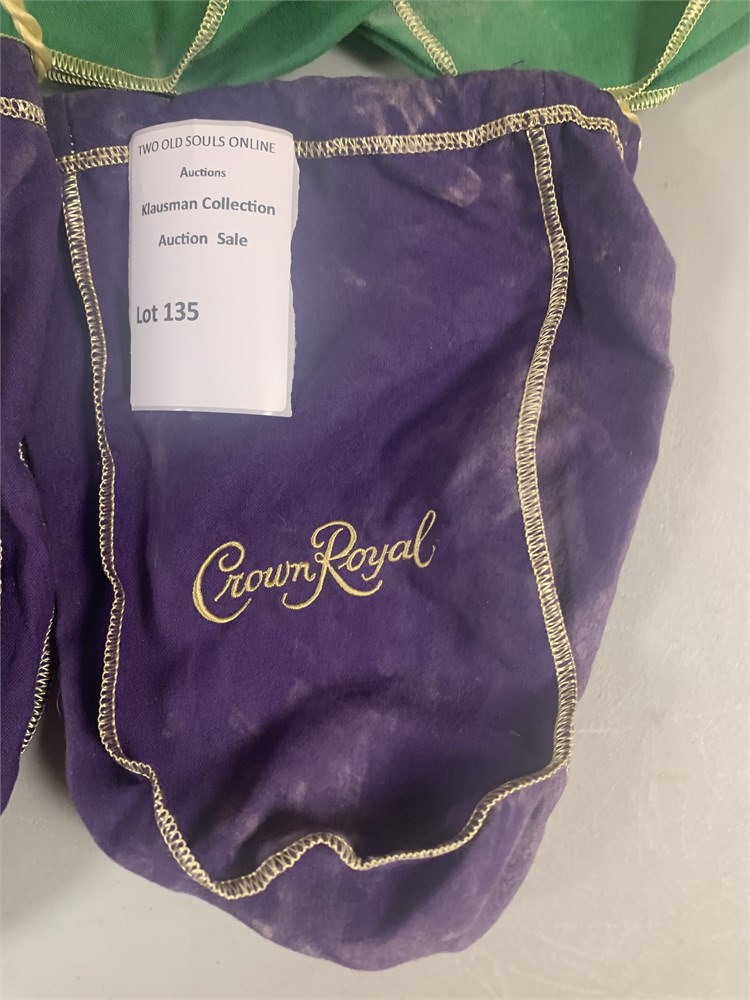 TWO OLD SOULS ONLINE
Auctions
Klausman Collection
Auction Sale
Lot 135
Crown Royal